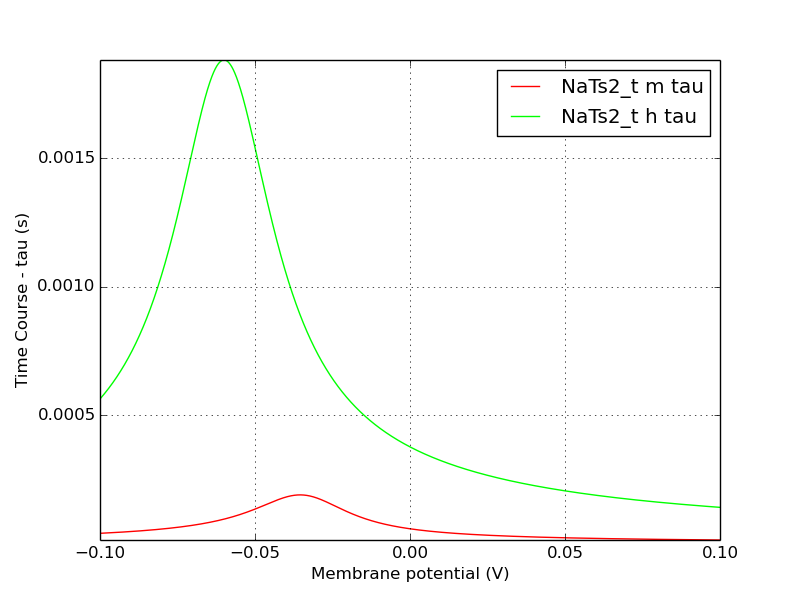 NaTs2_t m tau
NaTs2_t h tau
0.0015
0.0010
0.0005
Time Course - tau (s)
−0.10 −0.05 0.00 0.05 0.10
Membrane potential (V)